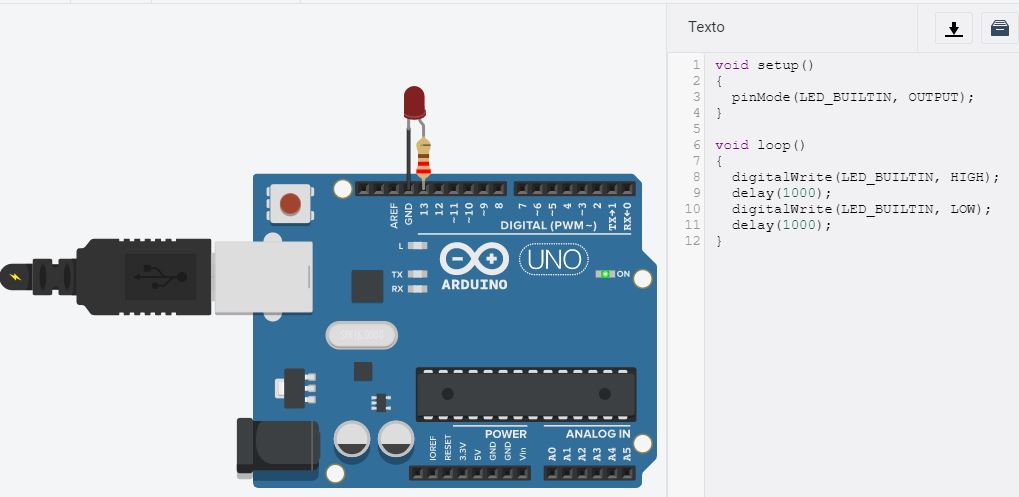 Texto
1 void setup()
2 {
3   pinMode(LED_BUILTIN, OUTPUT);
4 }
5
6 void loop()
7 {
8   digitalWrite(LED_BUILTIN, HIGH);
9   delay(1000);
10   digitalWrite(LED_BUILTIN, LOW);
11   delay(1000);
12 }
AREF
GND
13
12
~11
~10
~9
8
7
~6
~5
4
~3
2
TX→1
RX←0
DIGITAL (PWM~)
L
TX
RX
UNO
ARDUINO
ON
POWER
ANALOG IN
IOREF
RESET
3.3V
5V
GND
GND
Vin
A0
A1
A2
A3
A4
A5